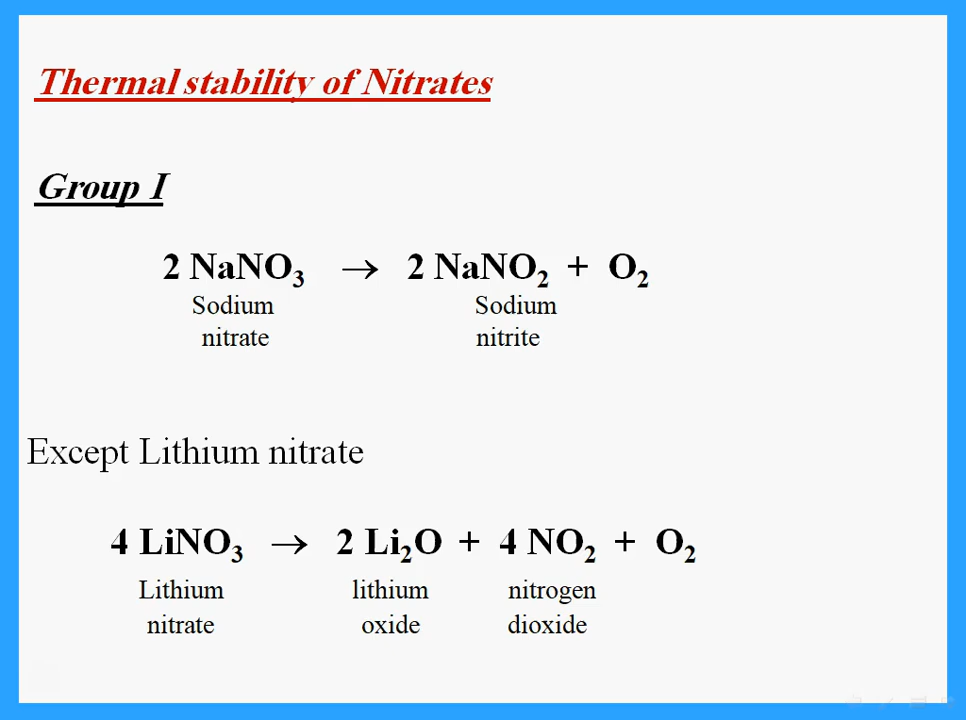 Thermal stability of Nitrates
Group I
2 NaNO₃ → 2 NaNO₂ + O₂
Sodium Sodium
nitrate nitrite
Except Lithium nitrate
4 LiNO₃ → 2 Li₂O + 4 NO₂ + O₂
Lithium lithium nitrogen
nitrate oxide dioxide